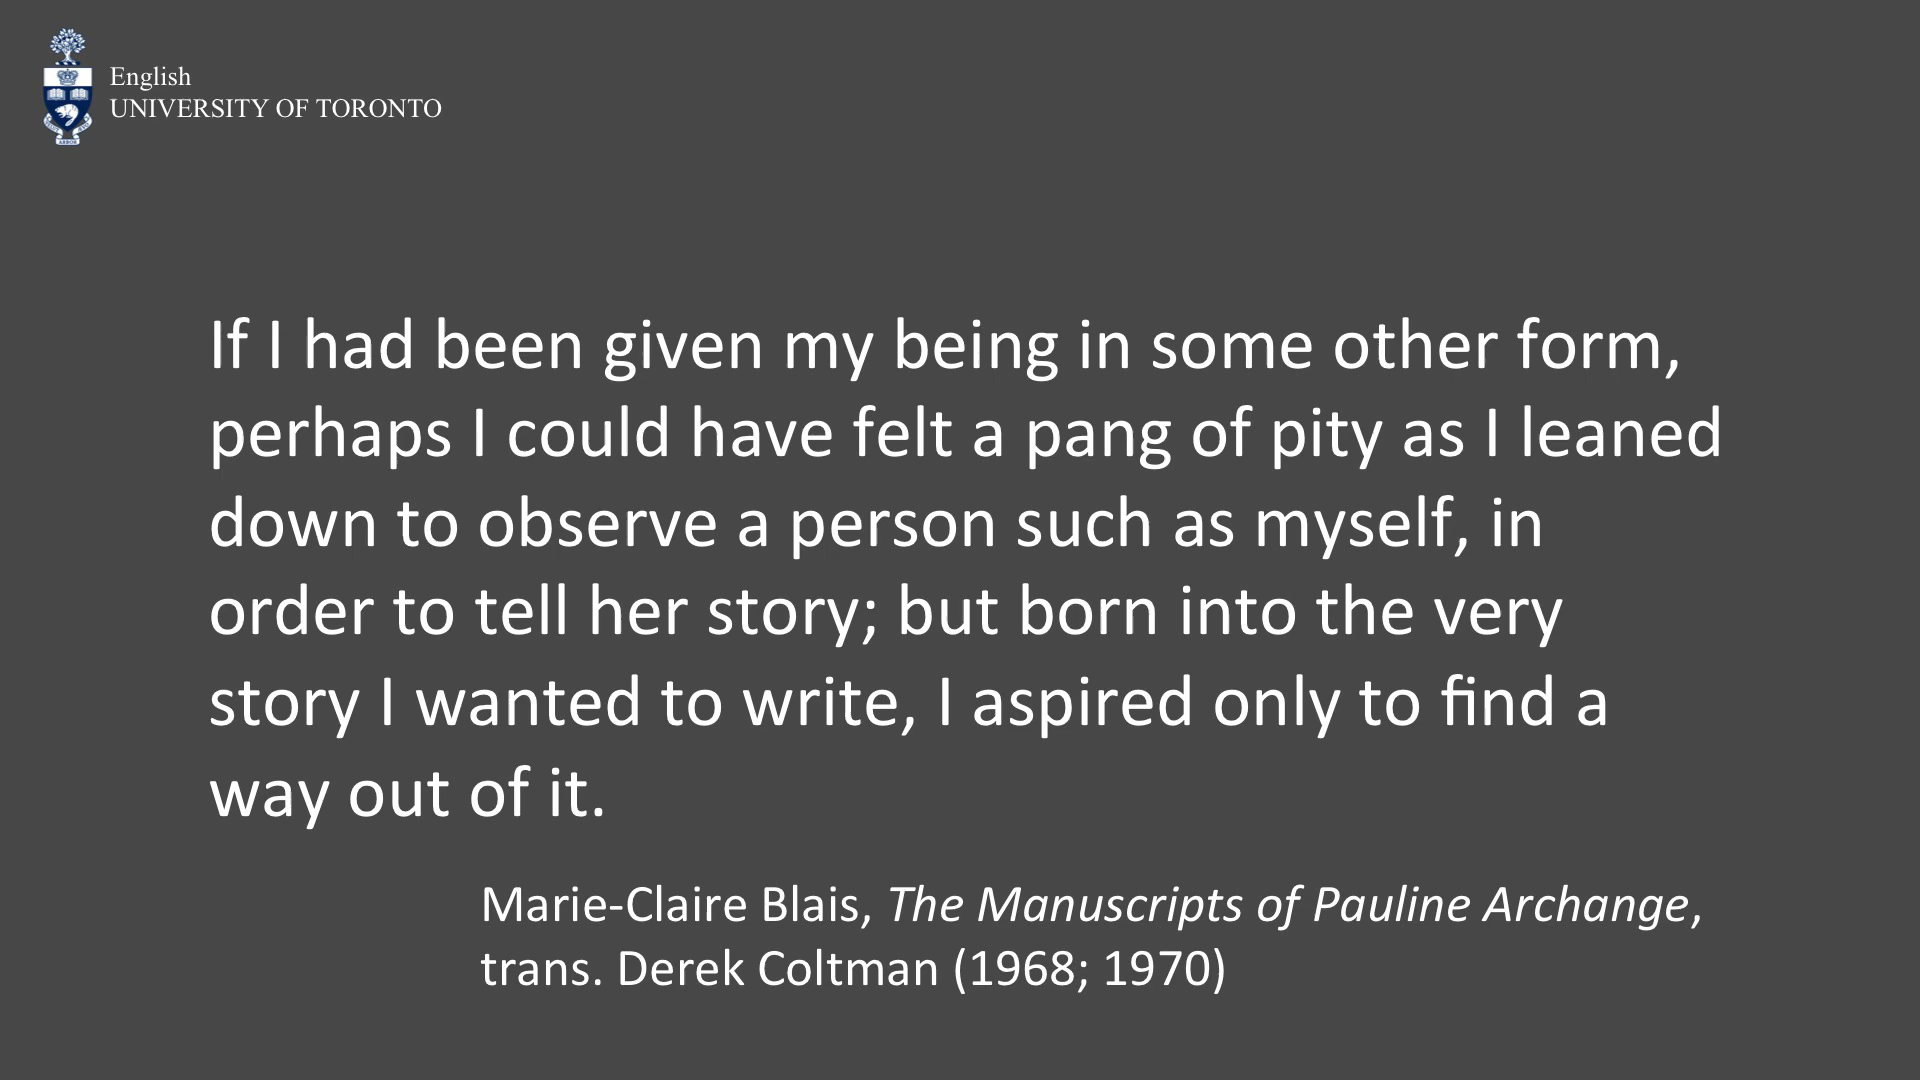 English
UNIVERSITY OF TORONTO
If I had been given my being in some other form,
perhaps I could have felt a pang of pity as I leaned
down to observe a person such as myself, in
order to tell her story; but born into the very
story I wanted to write, I aspired only to find a
way out of it.
Marie-Claire Blais, The Manuscripts of Pauline Archange,
trans. Derek Coltman (1968; 1970)